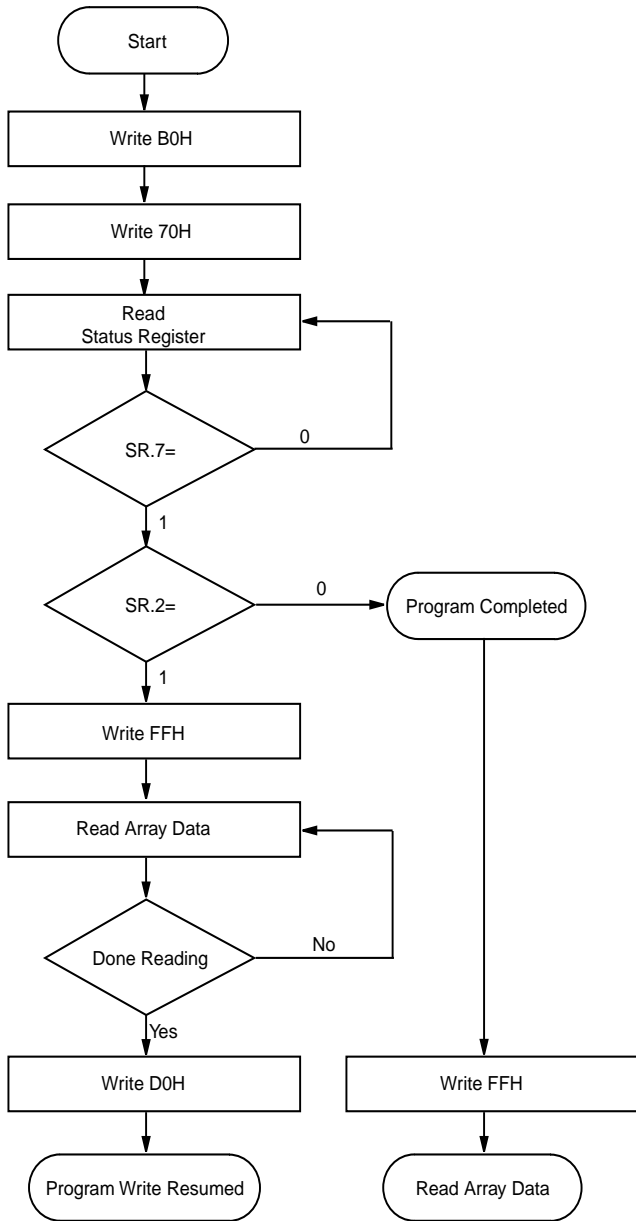 Start
Write B0H
Write 70H
Read
Status Register
SR.7=
0
1
SR.2=
0
Program Completed
1
Write FFH
Read Array Data
Done Reading
No
Yes
Write D0H
Write FFH
Program Write Resumed
Read Array Data